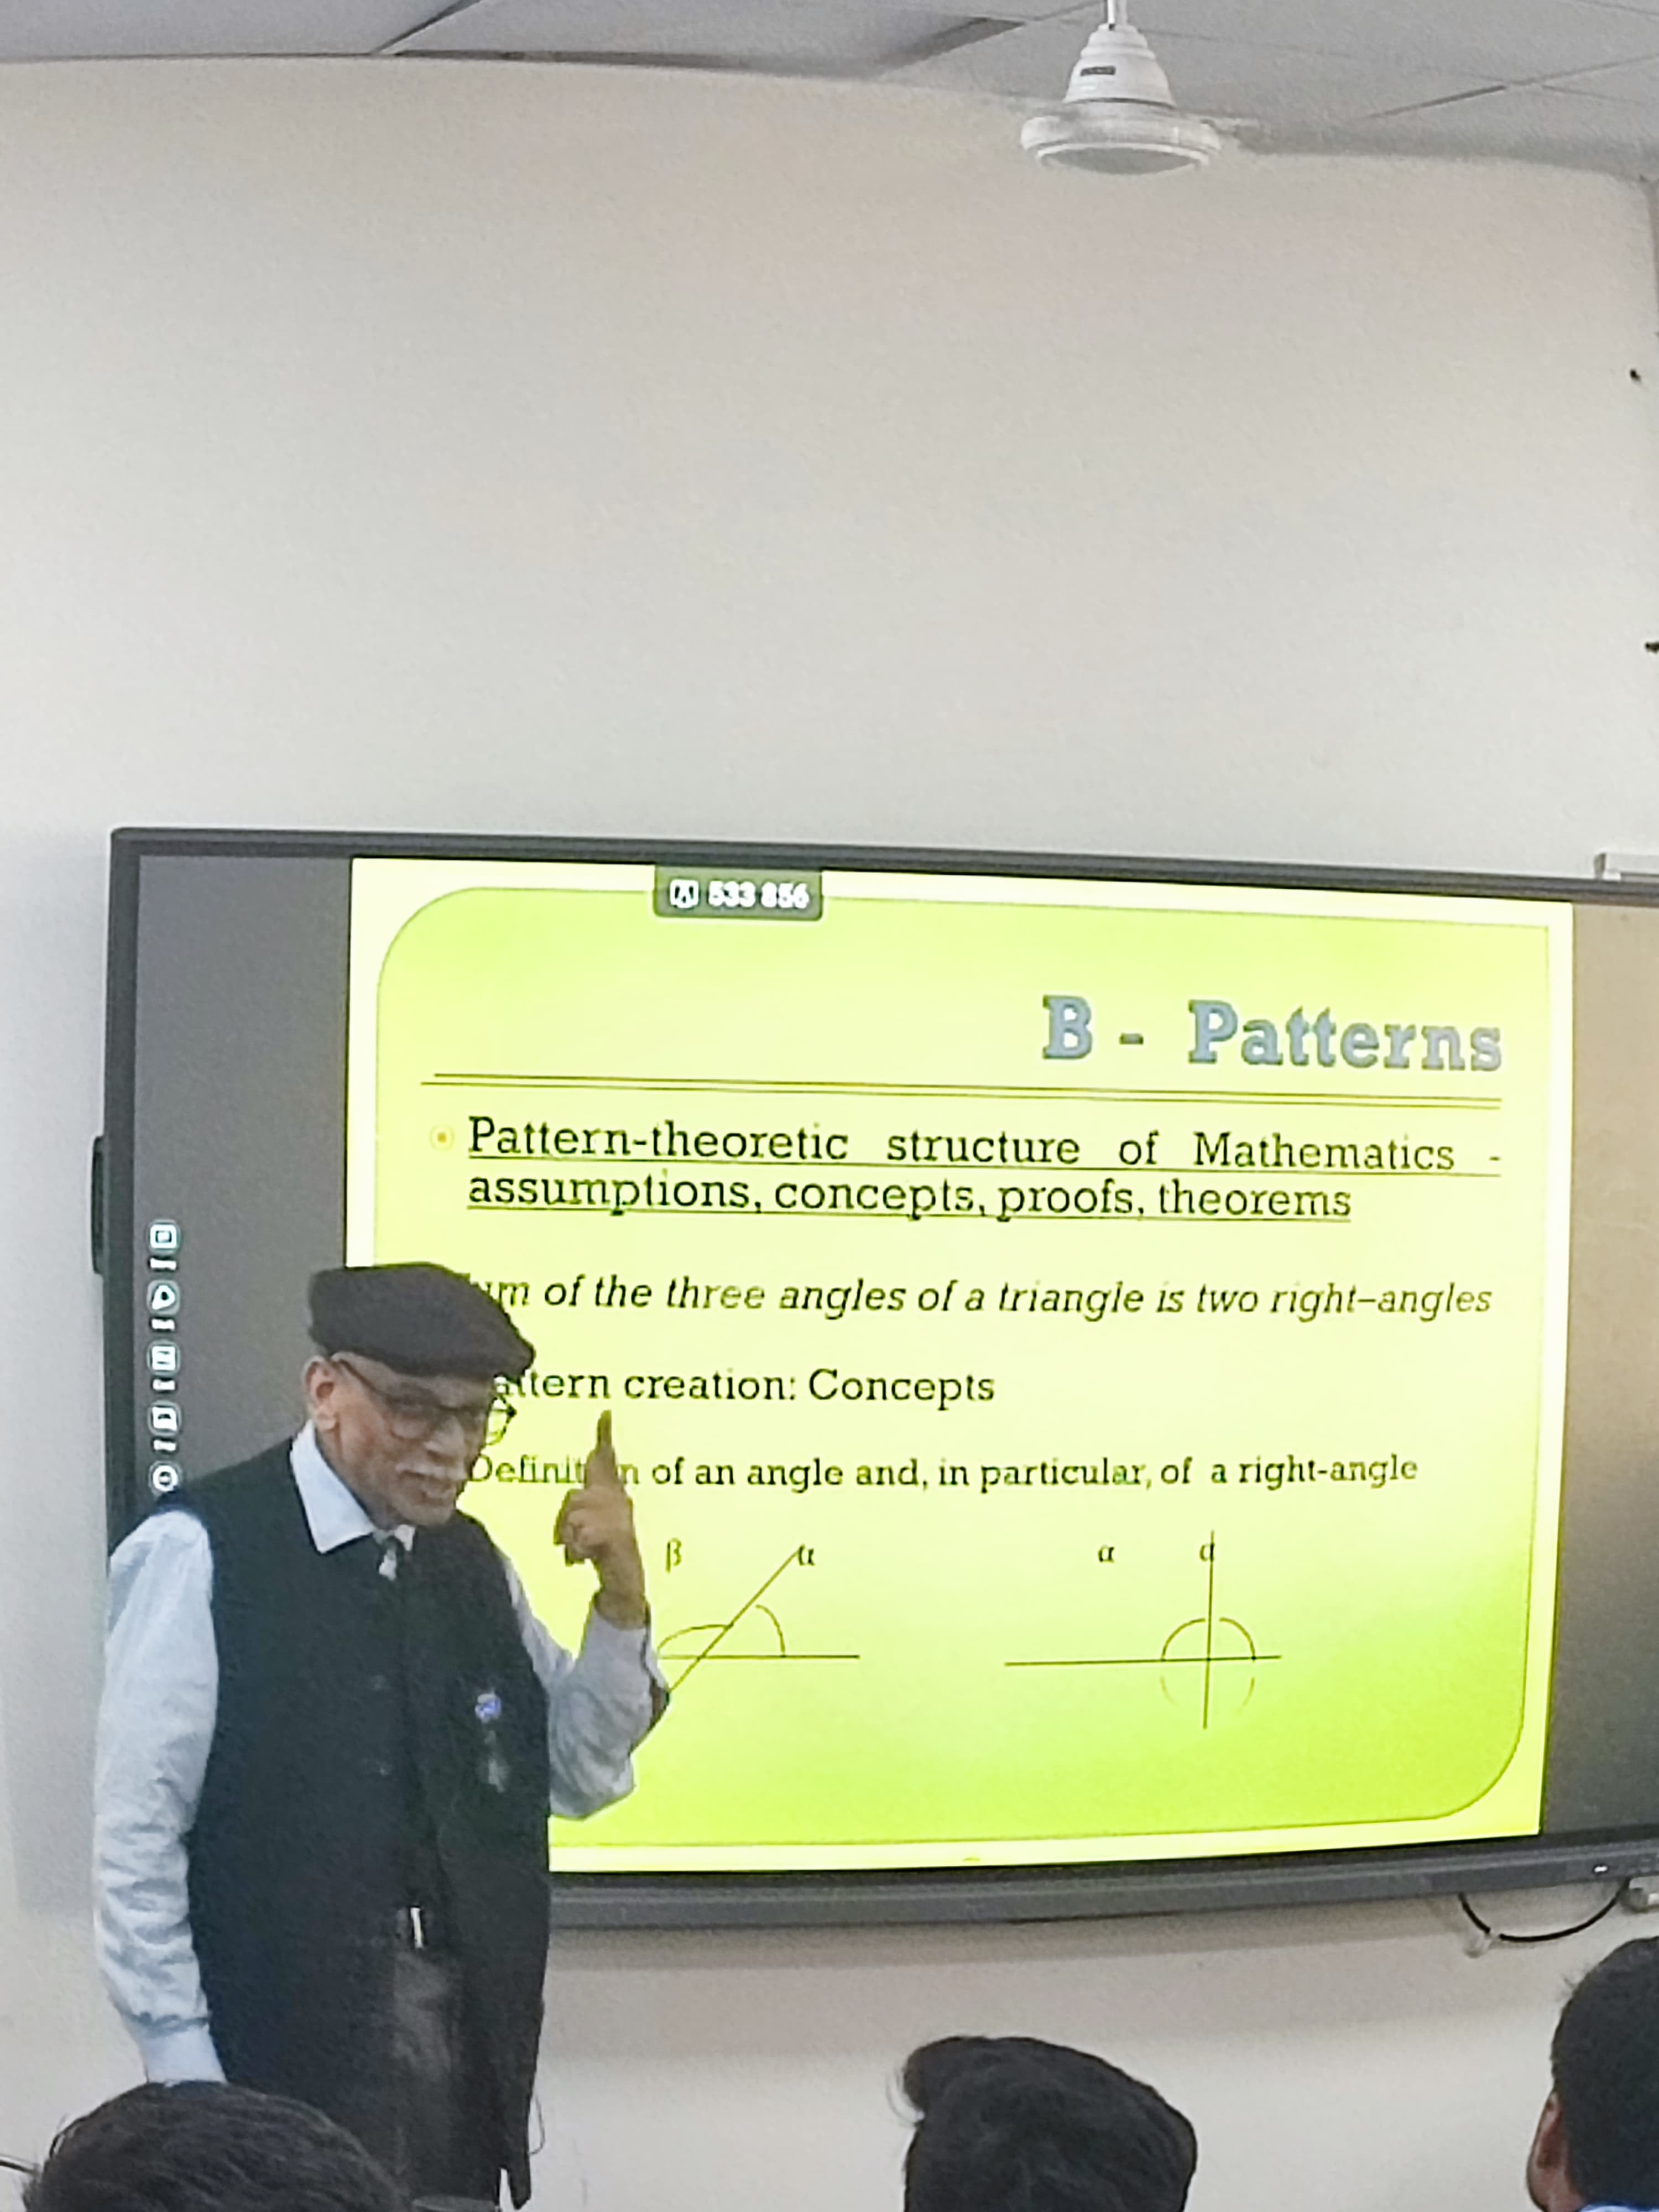 533 856
B - Patterns
Pattern-theoretic structure of Mathematics -
assumptions, concepts, proofs, theorems
of the three angles of a triangle is two right-angles
creation: Concepts
of an angle and, in particular, of a right-angle
β α α α